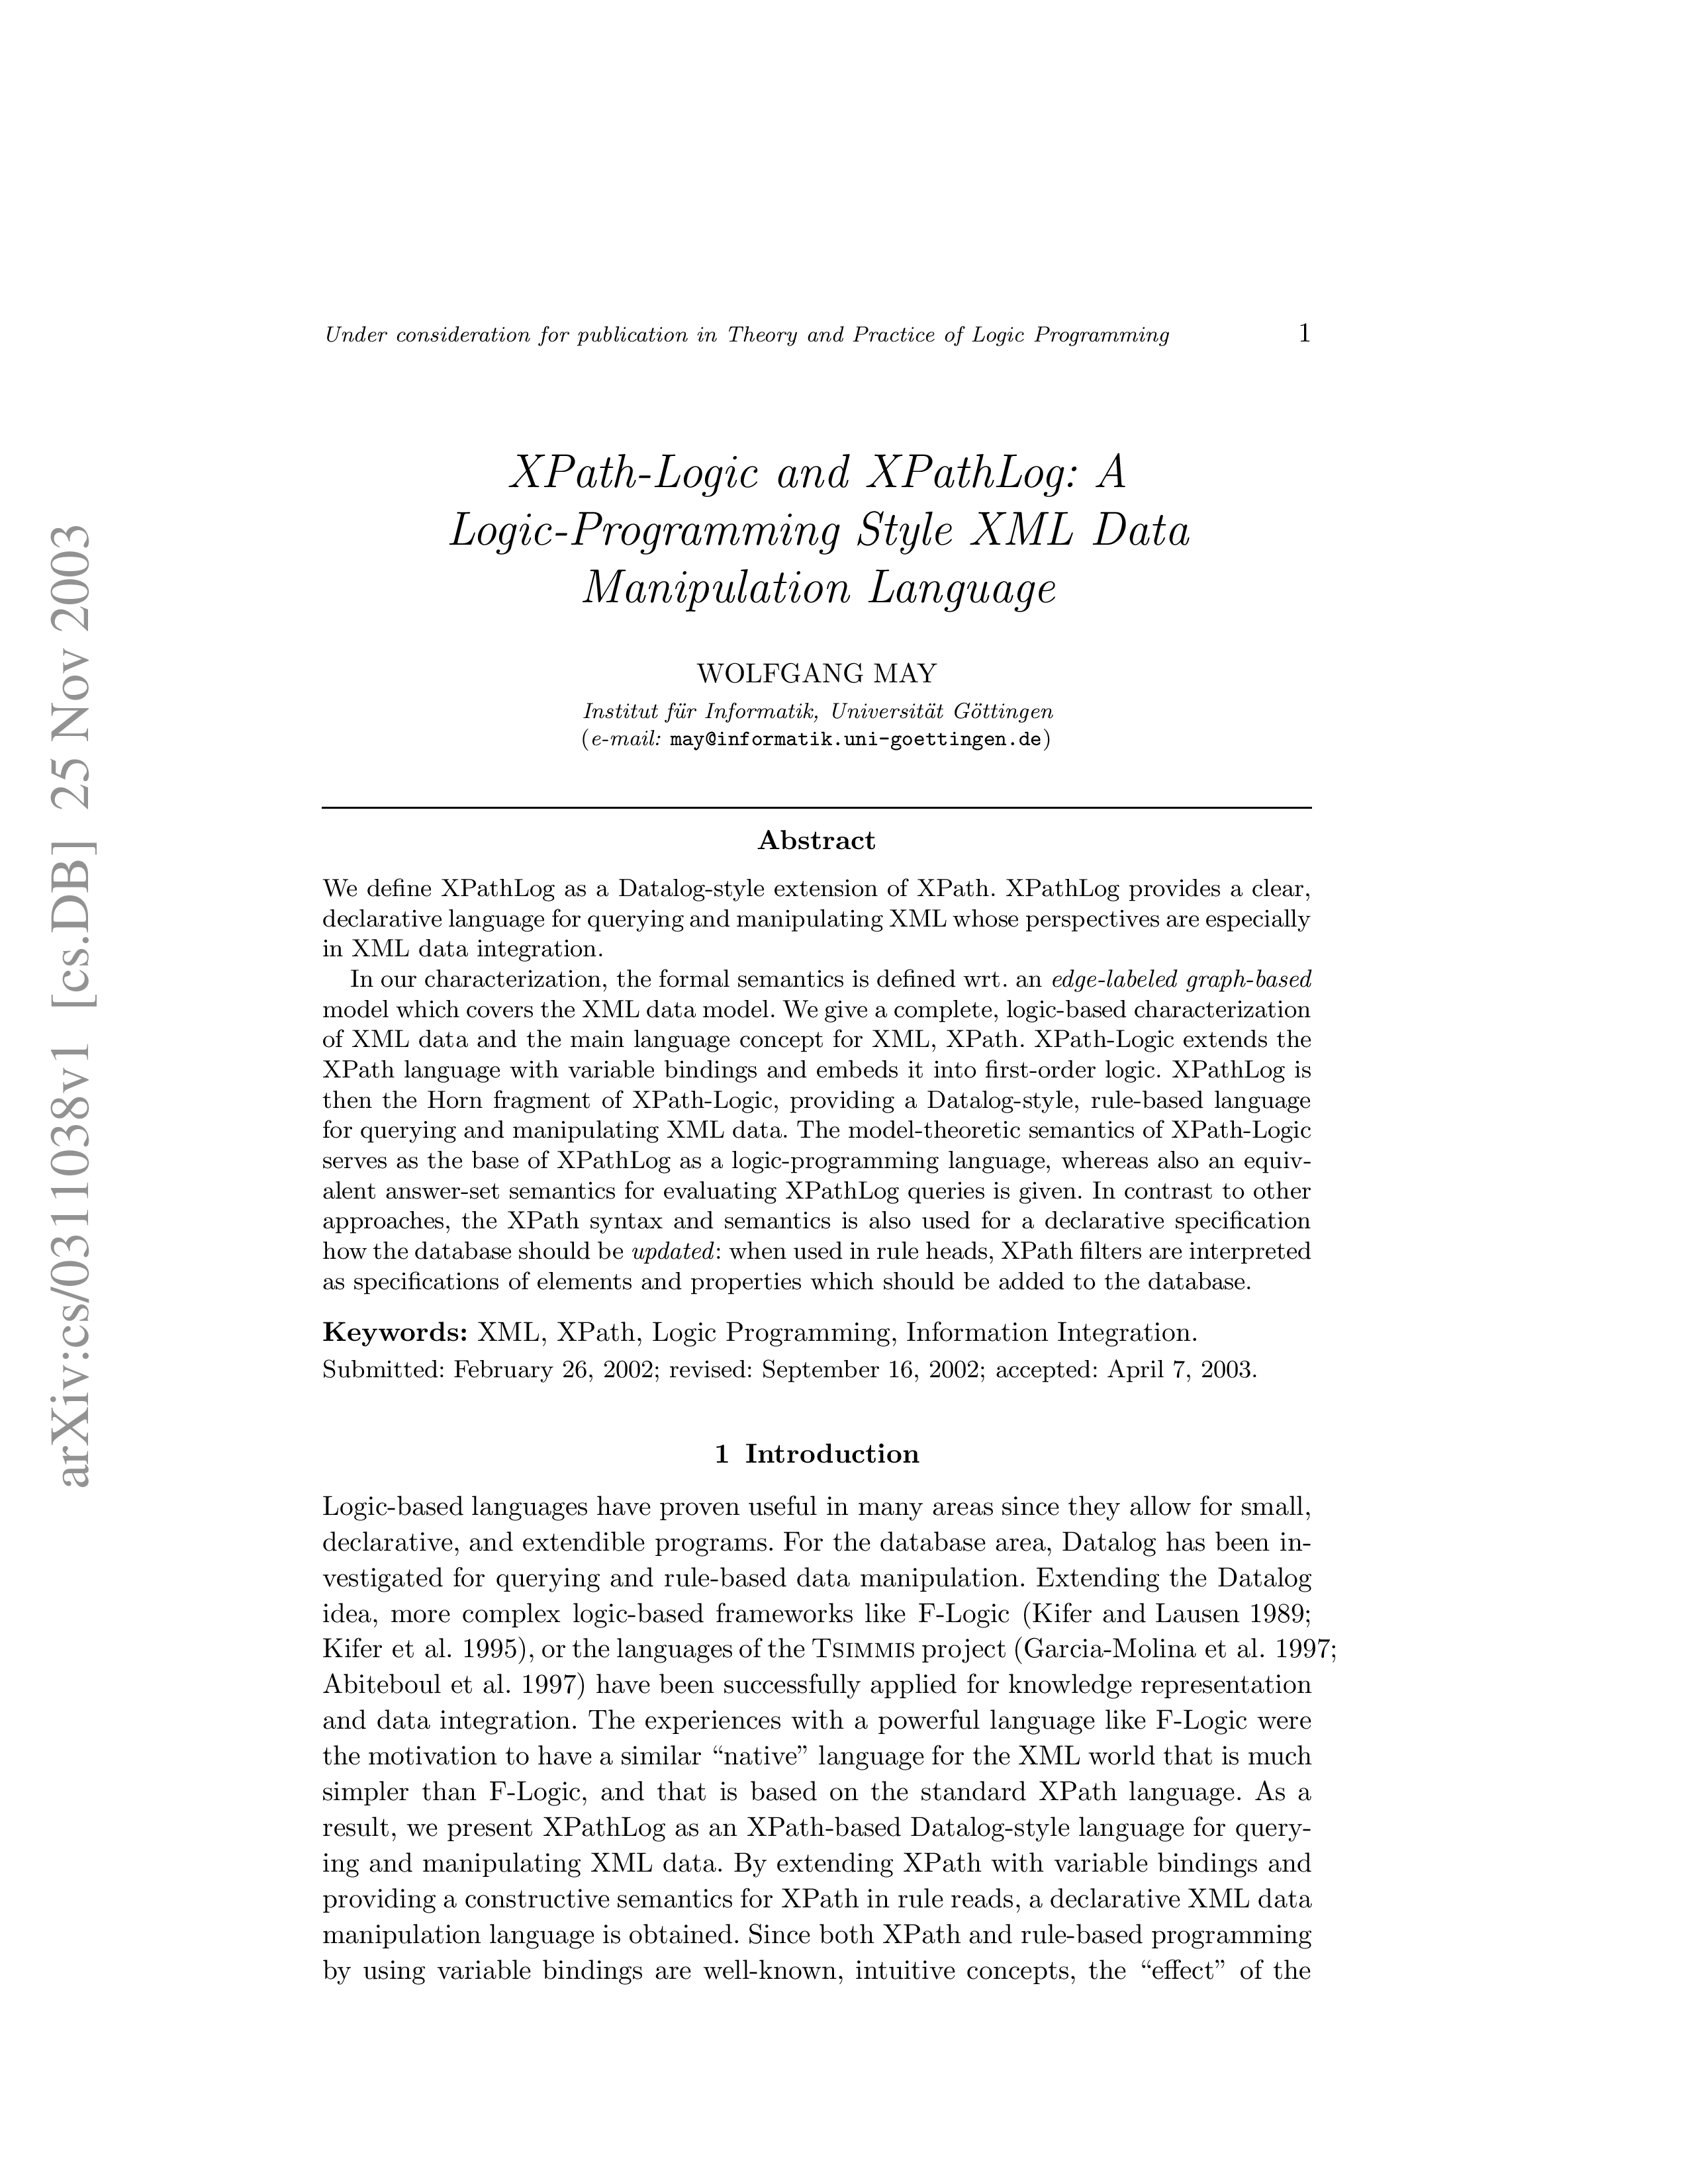 Under consideration for publication in Theory and Practice of Logic Programming 1
XPath-Logic and XPathLog: A
Logic-Programming Style XML Data
Manipulation Language
WOLFGANG MAY
Institut für Informatik, Universität Göttingen
(e-mail: may@informatik.uni-goettingen.de)
Abstract
We define XPathLog as a Datalog-style extension of XPath. XPathLog provides a clear,
declarative language for querying and manipulating XML whose perspectives are especially
in XML data integration.
In our characterization, the formal semantics is defined wrt. an edge-labeled graph-based
model which covers the XML data model. We give a complete, logic-based characterization
of XML data and the main language concept for XML, XPath. XPath-Logic extends the
XPath language with variable bindings and embeds it into first-order logic. XPathLog is
then the Horn fragment of XPath-Logic, providing a Datalog-style, rule-based language
for querying and manipulating XML data. The model-theoretic semantics of XPath-Logic
serves as the base of XPathLog as a logic-programming language, whereas also an equiv-
alent answer-set semantics for evaluating XPathLog queries is given. In contrast to other
approaches, the XPath syntax and semantics is also used for a declarative specification
how the database should be updated: when used in rule heads, XPath filters are interpreted
as specifications of elements and properties which should be added to the database.
Keywords: XML, XPath, Logic Programming, Information Integration.
Submitted: February 26, 2002; revised: September 16, 2002; accepted: April 7, 2003.
1 Introduction
Logic-based languages have proven useful in many areas since they allow for small,
declarative, and extendible programs. For the database area, Datalog has been in-
vestigated for querying and rule-based data manipulation. Extending the Datalog
idea, more complex logic-based frameworks like F-Logic (Kifer and Lausen 1989;
Kifer et al. 1995), or the languages of the TSIMMIS project (Garcia-Molina et al. 1997;
Abiteboul et al. 1997) have been successfully applied for knowledge representation
and data integration. The experiences with a powerful language like F-Logic were
the motivation to have a similar “native” language for the XML world that is much
simpler than F-Logic, and that is based on the standard XPath language. As a
result, we present XPathLog as an XPath-based Datalog-style language for query-
ing and manipulating XML data. By extending XPath with variable bindings and
providing a constructive semantics for XPath in rule reads, a declarative XML data
manipulation language is obtained. Since both XPath and rule-based programming
by using variable bindings are well-known, intuitive concepts, the “effect” of the
arXiv:cs/0311038v1 [cs.DB] 25 Nov 2003